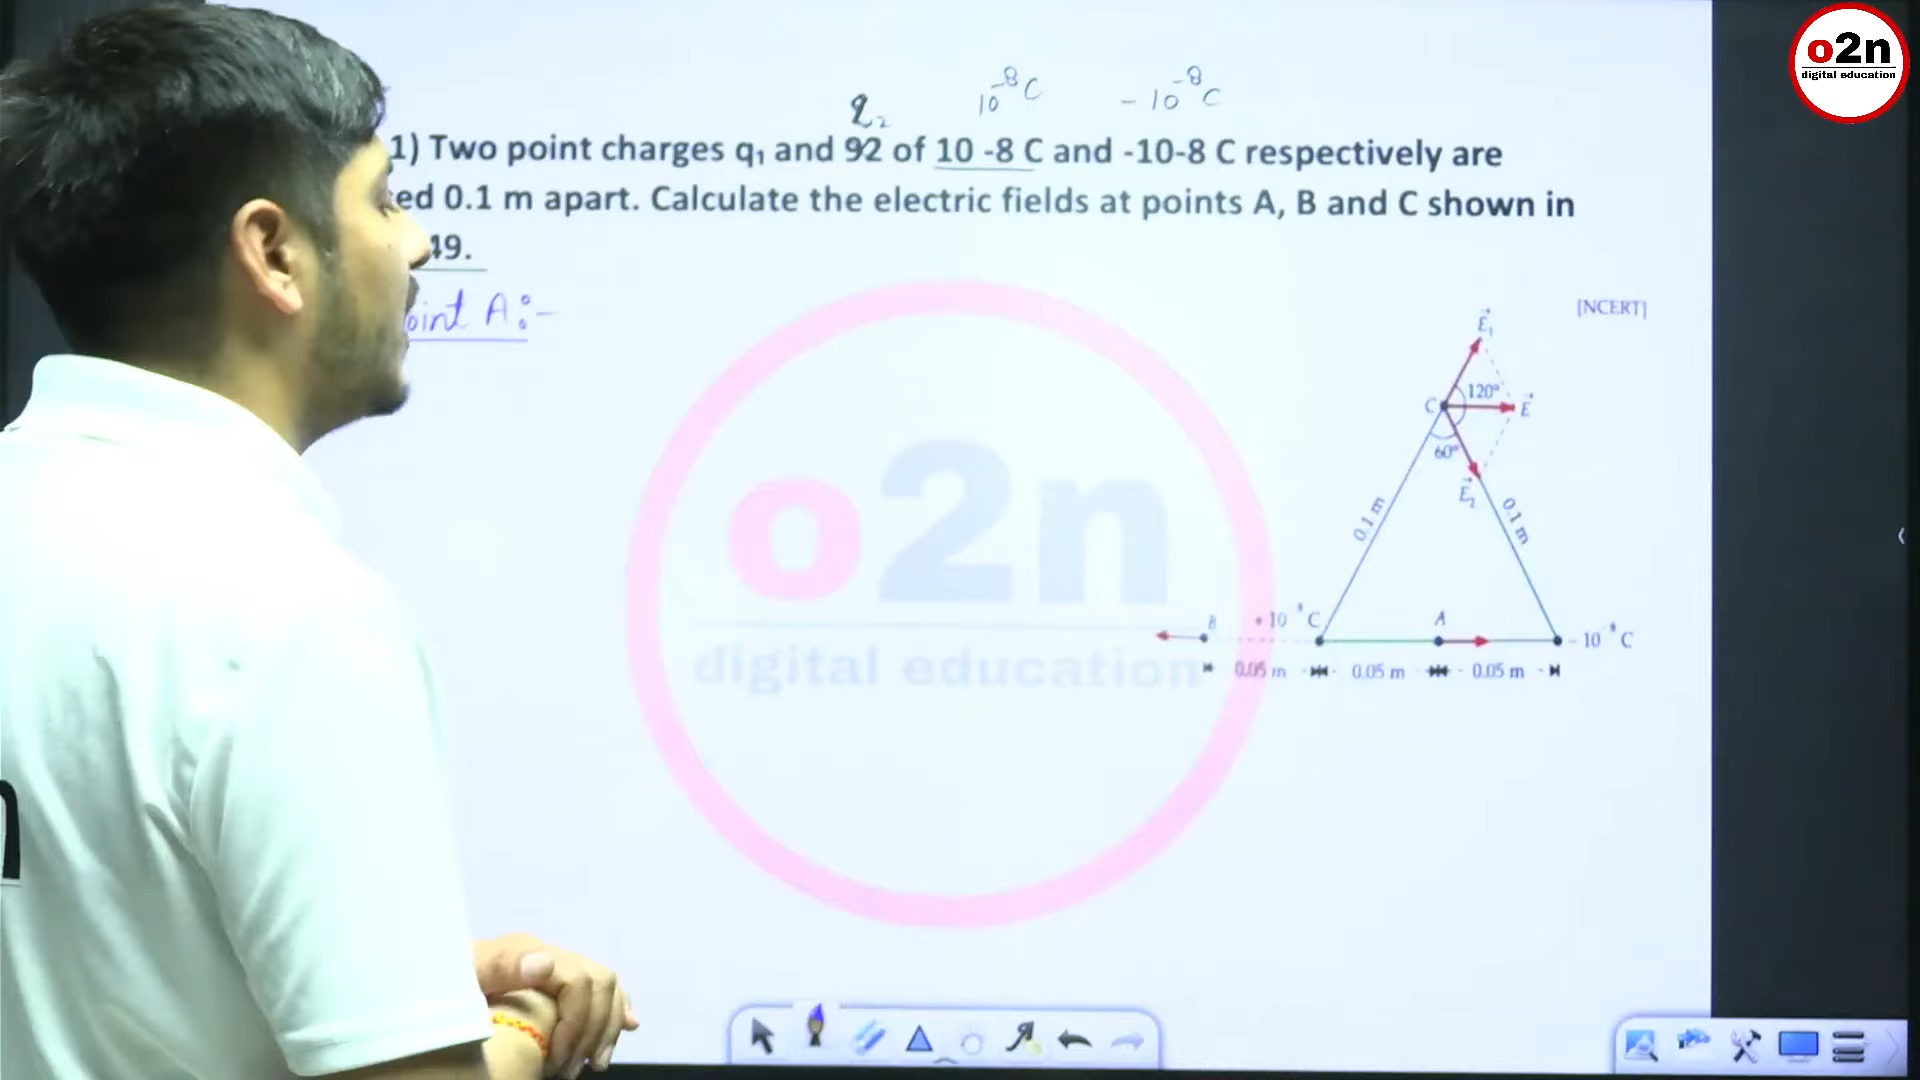 o2n
digital education
q₂ 10⁻⁸ C - 10⁻⁸ C
1) Two point charges q₁ and 92 of 10 -8 C and -10-8 C respectively are
ed 0.1 m apart. Calculate the electric fields at points A, B and C shown in
49.
oint A:-
[NCERT]
E⃗₁
120°
C E⃗
60°
E⃗₂
0.1 m 0.1 m
o2n
digital education
B + 10 ⁻⁸ C A - 10⁻⁸ C
0.05 m 0.05 m 0.05 m
n